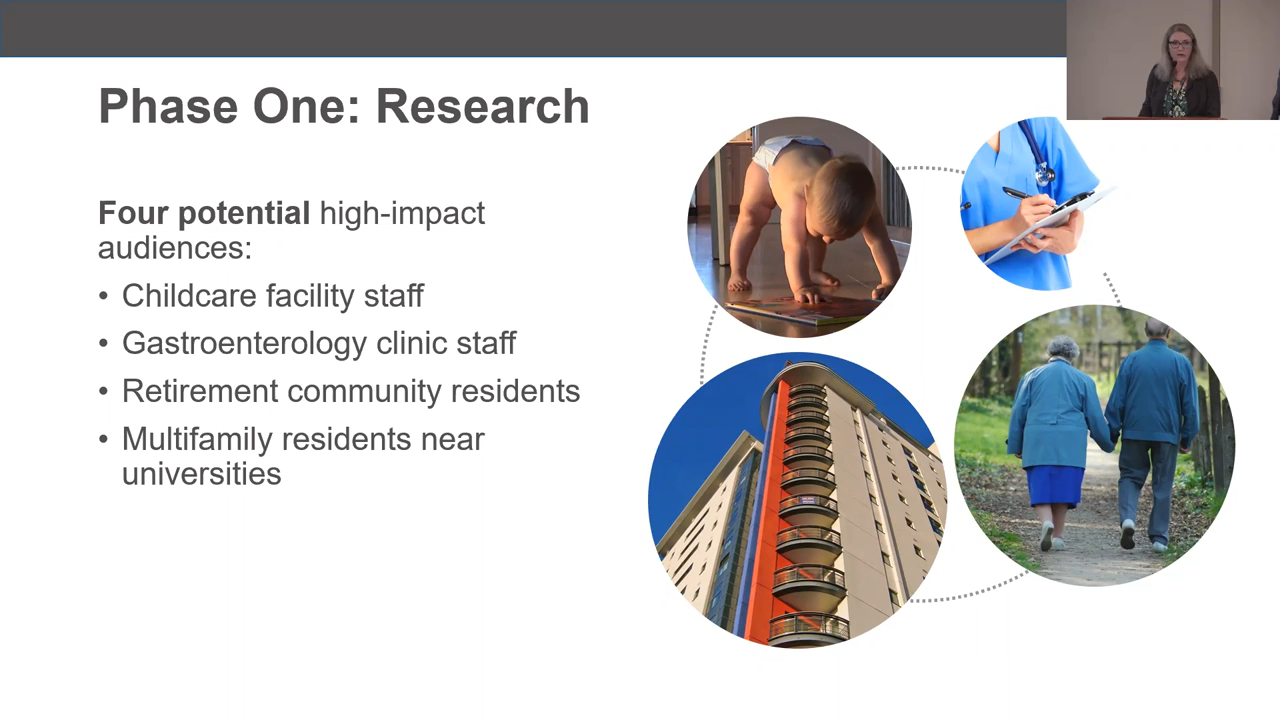 Phase One: Research
Four potential high-impact
audiences:
• Childcare facility staff
• Gastroenterology clinic staff
• Retirement community residents
• Multifamily residents near
universities